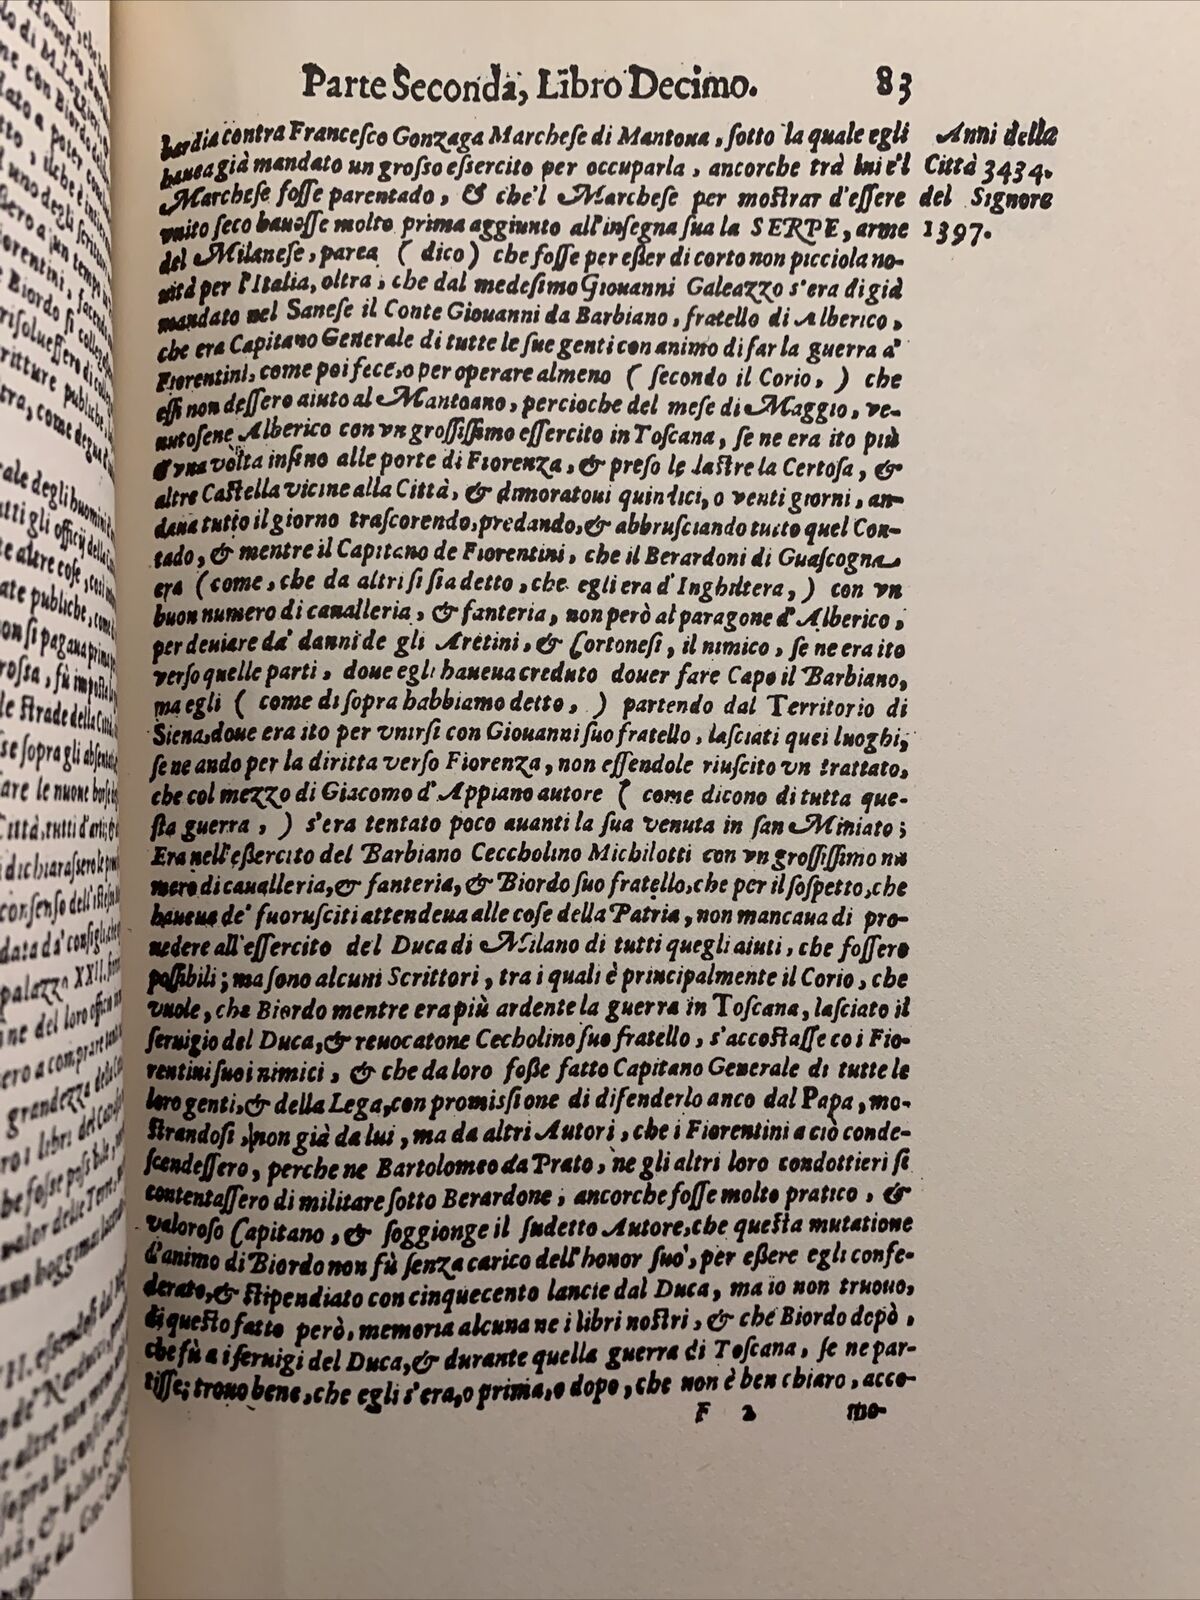 Parte Seconda, Libro Decimo. 83
bardia contra Franceſco Gonzaga Marcheſe di Mantoua, ſotto la quale egli
haueagià mandato un groſſo eſſercito per occuparla, ancorche trà lui e'l
Marcheſe foſſe parentado, & che'l Marcheſe per moſtrar d'eſſere
vnito ſeco haueſſe molto prima aggiunto all'inſegna ſua la SERPE, arme
del Milaneſe, parea ( dico) che foſſe per eſſer di corto non picciola no-
uità per l'Italia, oltra, che dal medeſimo Giouanni Galeazzo s'era digià
mandato nel Saneſe il Conte Giouanni da Barbiano, fratello di Alberico,
che era Capitano Generale di tutte le ſue genti con animo di far la guerra a'
Fiorentini, come poi fece, o per operare almeno ( ſecondo il Corio, ) che
eſſi non deſſero aiuto al Mantoano, percioche del meſe di Maggio, ve-
nutoſene Alberico con vn groſſiſſimo eſſercito in Toſcana, ſe ne era ito più
d'vna vòlta inſino alle porte di Fiorenza, & preſo le laſtre la Certoſa, &
altre Caſtella vicine alla Città, & dimoratoui quindici, o venti giorni, an-
daua tutto il giorno traſcorendo, predando, & abbruſciando tutto quel Con-
tado, & mentre il Capitano de Fiorentini, che il Berardoni di Guaſcogna
era (come, che da altri ſi ſia detto, che egli era d'Inghiltera, ) con vn
buon numero di caualleria, & fanteria, non però al paragone d'Alberico,
per deuiare da' danni de gli Aretini, & Cortoneſi, il nimico, ſe ne era ito
verſo quelle parti, doue egli haueua creduto douer fare Capo il Barbiano,
ma egli ( come di ſopra habbiamo detto, ) partendo dal Territorio di
Siena, doue era ito per vnirſi con Giouanni ſuo fratello, laſciati quei luoghi,
ſe ne ando per la diritta verſo Fiorenza, non eſſendole riuſcito vn trattato,
che col mezzo di Giacomo d'Appiano autore ( come dicono di tutta que-
ſta guerra, ) s'era tentato poco auanti la ſua venuta in ſan Miniato;
Era nell'eſſercito del Barbiano Ceccholino Michilotti con vn groſſiſſimo nu
mero di caualleria, & fanteria, & Biordo ſuo fratello, che per il ſoſpetto, che
haueua de' fuoruſciti attendeua alle coſe della Patria, non mancaua di pro-
uedere all'eſſercito del Duca di Milano di tutti quegli aiuti, che foſſero
poſſibili; ma ſono alcuni Scrittori, tra i quali è principalmente il Corio, che
vuole, che Biordo mentre era più ardente la guerra in Toſcana, laſciato il
ſeruigio del Duca, & reuocatone Cecholino ſuo fratello, s'accoſtaſſe co i Fio-
rentini ſuoi nimici, & che da loro foſſe fatto Capitano Generale di tutte le
loro genti, & della Lega, con promiſſione di difenderlo anco dal Papa, mo-
ſtrandoſi, non già da lui, ma da altri Autori, che i Fiorentini a ciò conde-
ſcendeſſero, perche ne Bartolomeo da Prato, ne gli altri loro condottieri ſi
contentaſſero di militare ſotto Berardone, ancorche foſſe molto pratico, &
valoroſo Capitano, & ſoggionge il ſudetto Autore, che queſta mutatione
d'animo di Biordo non fù ſenza carico dell'honor ſuo, per eſſere egli confe-
derato, & ſtipendiato con cinquecento lancie dal Duca, ma io non truouo,
di queſto fatto però, memoria alcuna ne i libri noſtri, & che Biordo depò,
che fù a i ſeruigi del Duca, & durante quella guerra di Toſcana, ſe ne par-
tiſſe; trouo bene, che egli s'era, o prima, o dopo, che non è ben chiaro, acco-
F 2 mo-
Anni della
Città 3434.
del Signore
1397.